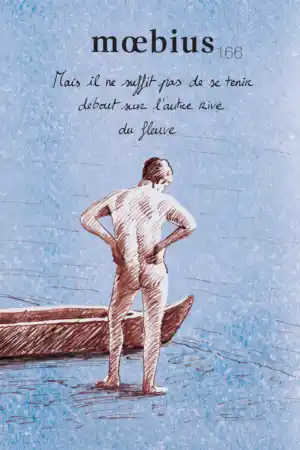 mœbius 166
Mais il ne suffit pas de se tenir
debout sur l'autre rive
du fleuve